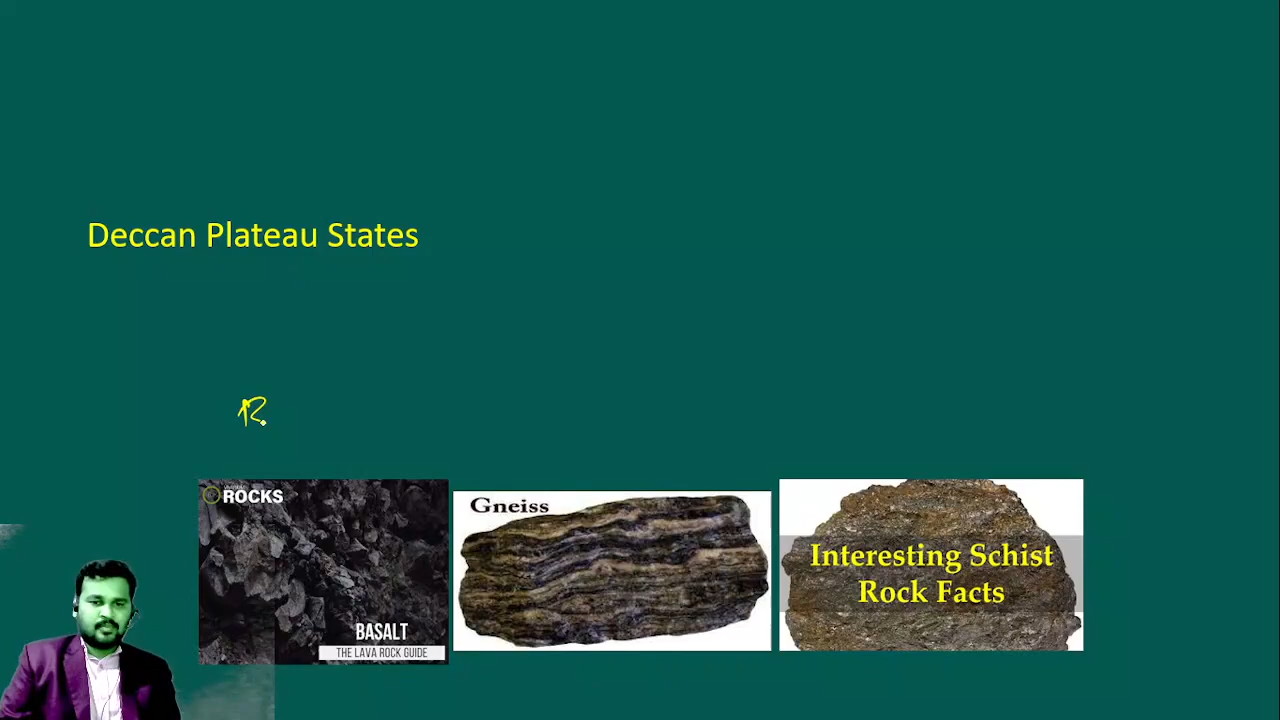 Deccan Plateau States
R
ROCKS
Gneiss
Interesting Schist
Rock Facts
BASALT
THE LAVA ROCK GUIDE